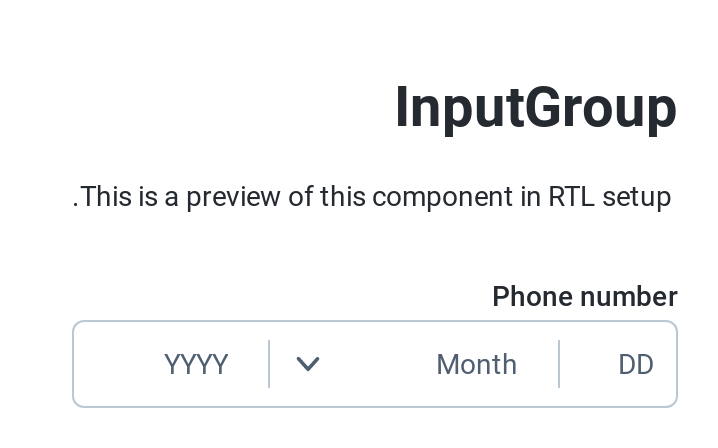 InputGroup
.This is a preview of this component in RTL setup
Phone number
DD Month YYYY